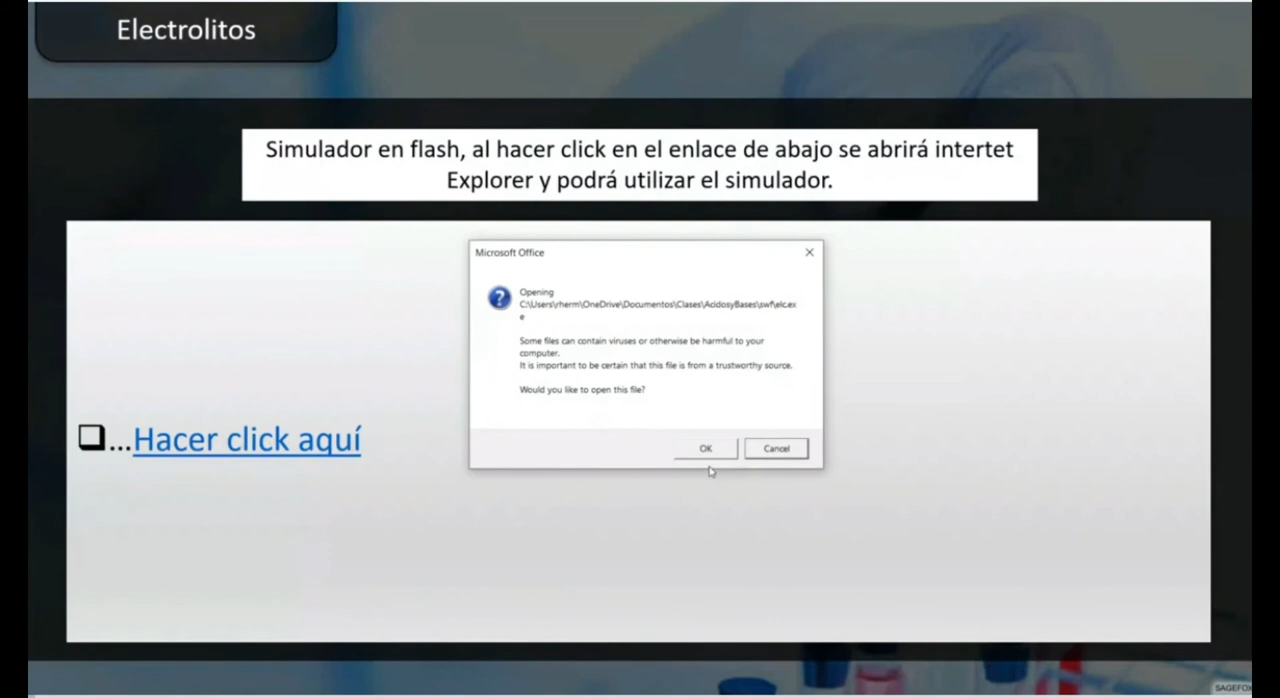 Electrolitos
Simulador en flash, al hacer click en el enlace de abajo se abrirá intertet
Explorer y podrá utilizar el simulador.
Microsoft Office
Opening
C:\Users\rherm\OneDrive\Documentos\Clases\AcidosyBases\swf\elc.ex
e
Some files can contain viruses or otherwise be harmful to your
computer.
It is important to be certain that this file is from a trustworthy source.
Would you like to open this file?
...Hacer click aquí
OK Cancel
SAGEFOX